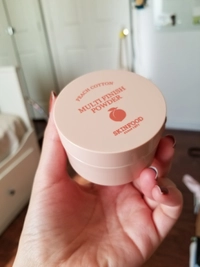 PEACH COTTON
MULTI FINISH
POWDER
SKINFOOD